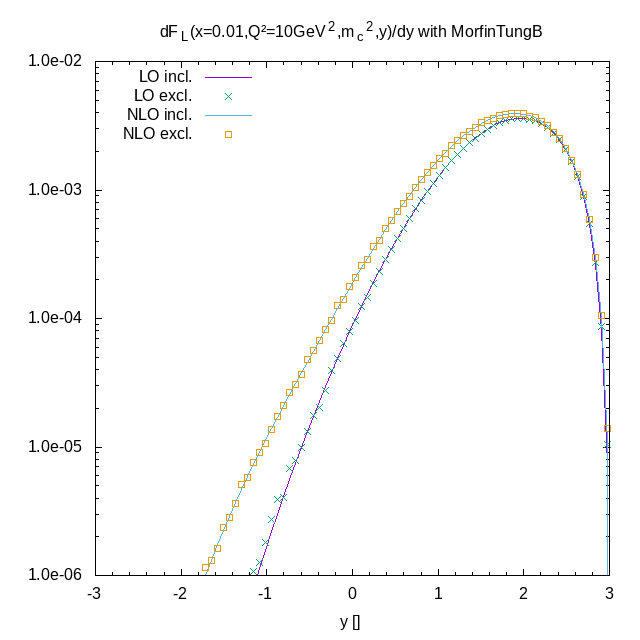 dF_L(x=0.01,Q²=10GeV²,m_c²,y)/dy with MorfinTungB
1.0e-02
LO incl.
LO excl.
NLO incl.
NLO excl.
1.0e-03
1.0e-04
1.0e-05
1.0e-06
-3 -2 -1 0 1 2 3
y []